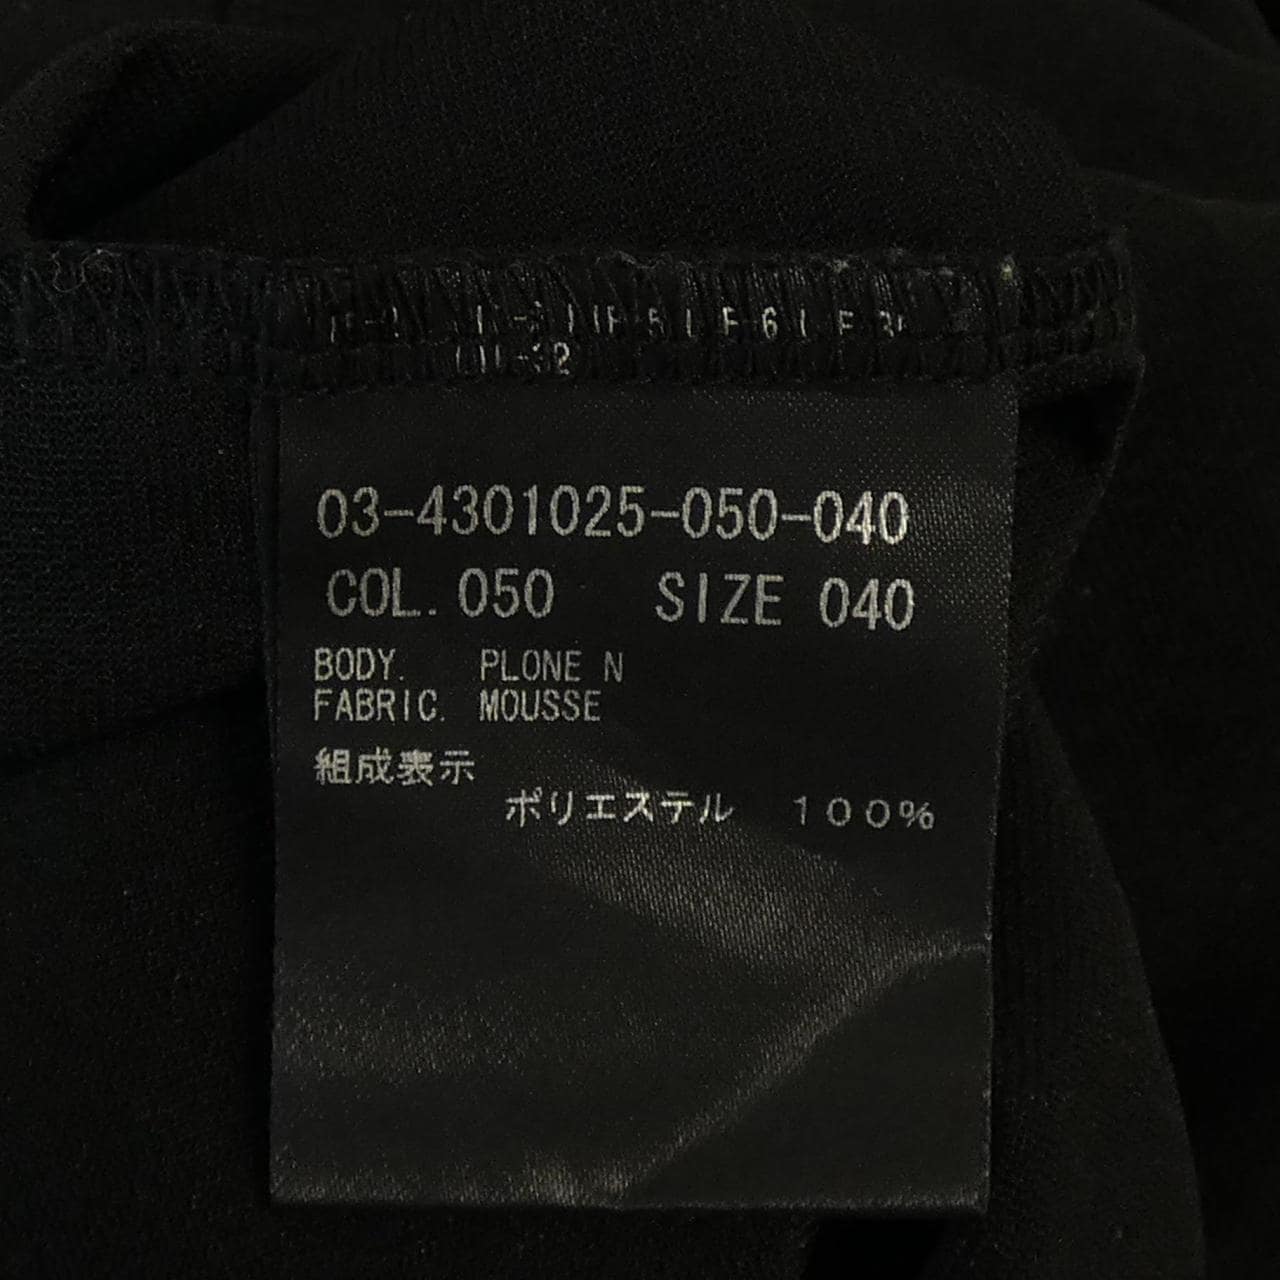 03-4301025-050-040
COL. 050 SIZE 040
BODY. PLONE N
FABRIC. MOUSSE
組成表示
ポリエステル 100%